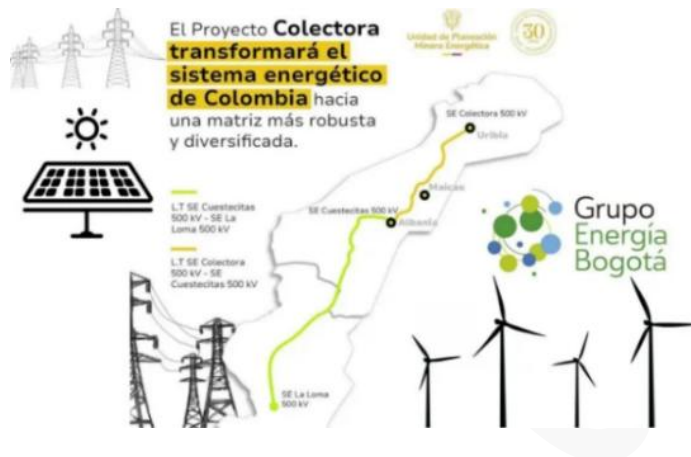 El Proyecto Colectora
transformará el
sistema energético
de Colombia hacia
una matriz más robusta
y diversificada.
Unidad de Planeación
Minero Energética
30
SE Colectora 500 kV
Uribia
Maicao
SE Cuestecitas 500 kV
Albania
L.T SE Cuestecitas
500 kV - SE La
Loma 500 kV
L.T SE Colectora
500 kV - SE
Cuestecitas 500 kV
Grupo
Energía
Bogotá
SE La Loma
500 kV